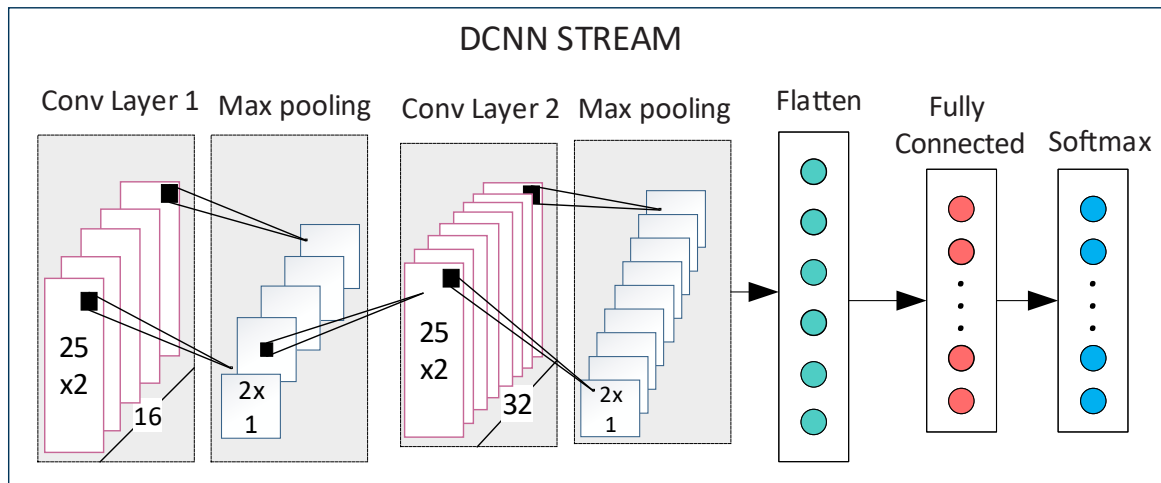 DCNN STREAM
Conv Layer 1
Max pooling
Conv Layer 2
Max pooling
Flatten
Fully
Connected
Softmax
25
x2
16
2x
1
25
x2
32
2x
1